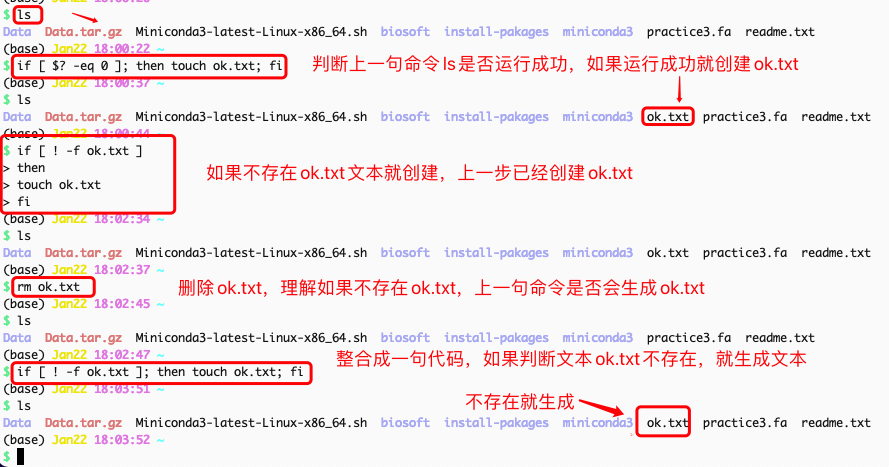 $ ls
Data Data.tar.gz Miniconda3-latest-Linux-x86_64.sh biosoft install-pakages miniconda3 practice3.fa readme.txt
(base) Jan22 18:00:22 ~
$ if [ $? -eq 0 ]; then touch ok.txt; fi 判断上一句命令ls是否运行成功，如果运行成功就创建ok.txt
(base) Jan22 18:00:37 ~
$ ls
Data Data.tar.gz Miniconda3-latest-Linux-x86_64.sh biosoft install-pakages miniconda3 ok.txt practice3.fa readme.txt
(base) Jan22 18:00:44 ~
$ if [ ! -f ok.txt ]
> then
如果不存在ok.txt文本就创建，上一步已经创建ok.txt
> touch ok.txt
> fi
(base) Jan22 18:02:34 ~
$ ls
Data Data.tar.gz Miniconda3-latest-Linux-x86_64.sh biosoft install-pakages miniconda3 ok.txt practice3.fa readme.txt
(base) Jan22 18:02:37 ~
$ rm ok.txt 删除ok.txt，理解如果不存在ok.txt，上一句命令是否会生成ok.txt
(base) Jan22 18:02:45 ~
$ ls
Data Data.tar.gz Miniconda3-latest-Linux-x86_64.sh biosoft install-pakages miniconda3 practice3.fa readme.txt
(base) Jan22 18:02:47 ~
整合成一句代码，如果判断文本ok.txt不存在，就生成文本
$ if [ ! -f ok.txt ]; then touch ok.txt; fi
(base) Jan22 18:03:51 ~
不存在就生成
$ ls
Data Data.tar.gz Miniconda3-latest-Linux-x86_64.sh biosoft install-pakages miniconda3 ok.txt practice3.fa readme.txt
(base) Jan22 18:03:52 ~
$